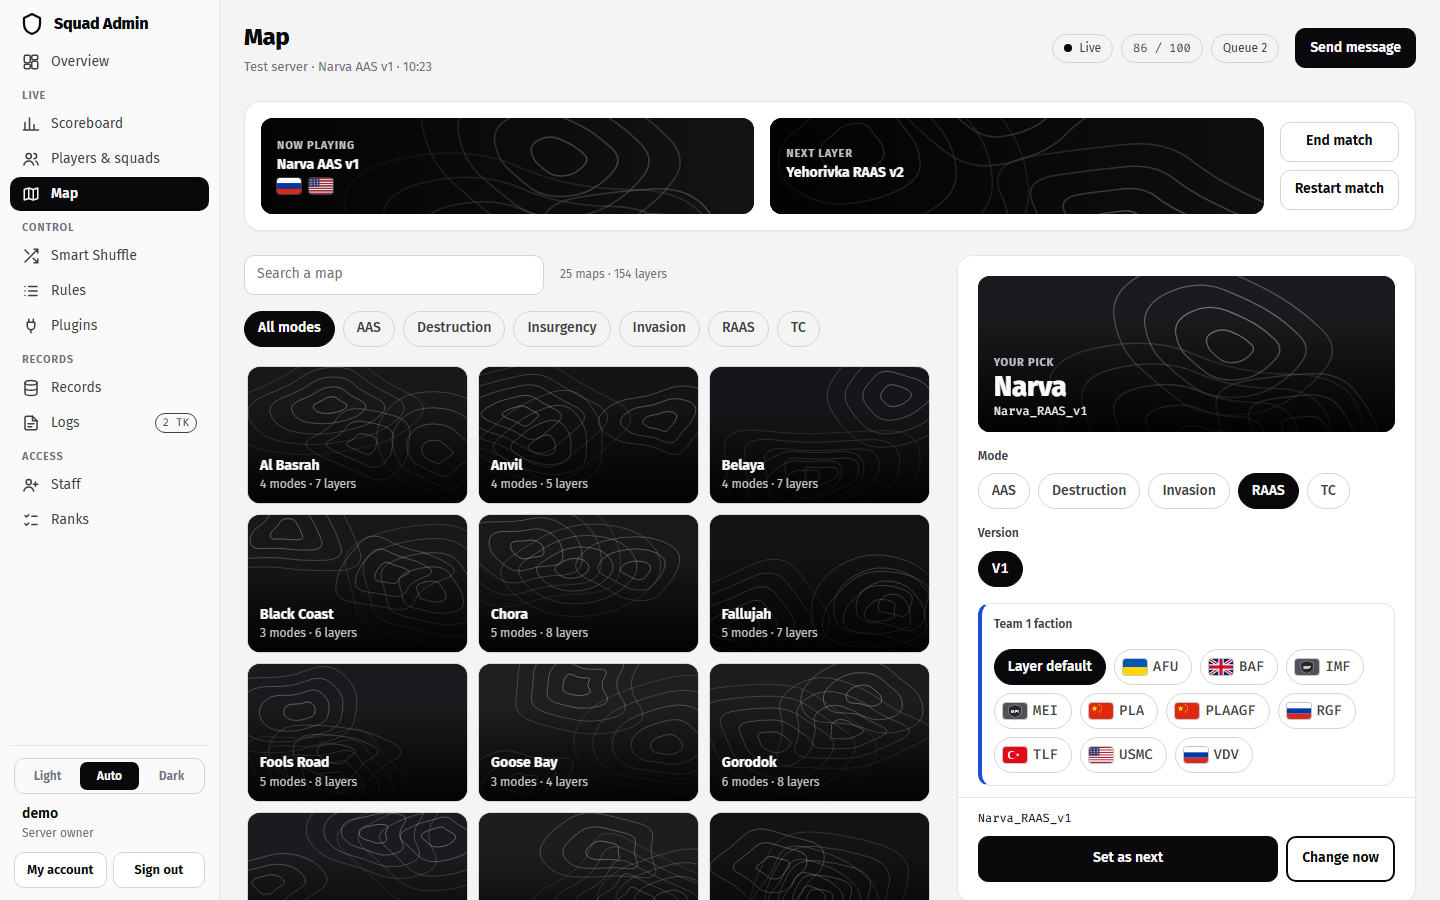 Squad Admin
Overview
LIVE
Scoreboard
Players & squads
Map
CONTROL
Smart Shuffle
Rules
Plugins
RECORDS
Records
Logs
2 TK
ACCESS
Staff
Ranks
Light
Auto
Dark
demo
Server owner
My account
Sign out
Map
Test server · Narva AAS v1 · 10:23
Live
86 / 100
Queue 2
Send message
NOW PLAYING
Narva AAS v1
NEXT LAYER
Yehorivka RAAS v2
End match
Restart match
Search a map
25 maps · 154 layers
All modes
AAS
Destruction
Insurgency
Invasion
RAAS
TC
Al Basrah
4 modes · 7 layers
Anvil
4 modes · 5 layers
Belaya
4 modes · 7 layers
Black Coast
3 modes · 6 layers
Chora
5 modes · 8 layers
Fallujah
5 modes · 7 layers
Fools Road
5 modes · 8 layers
Goose Bay
3 modes · 4 layers
Gorodok
6 modes · 8 layers
YOUR PICK
Narva
Narva_RAAS_v1
Mode
AAS
Destruction
Invasion
RAAS
TC
Version
V1
Team 1 faction
Layer default
AFU
BAF
IMF
MEI
PLA
PLAAGF
RGF
TLF
USMC
VDV
Narva_RAAS_v1
Set as next
Change now